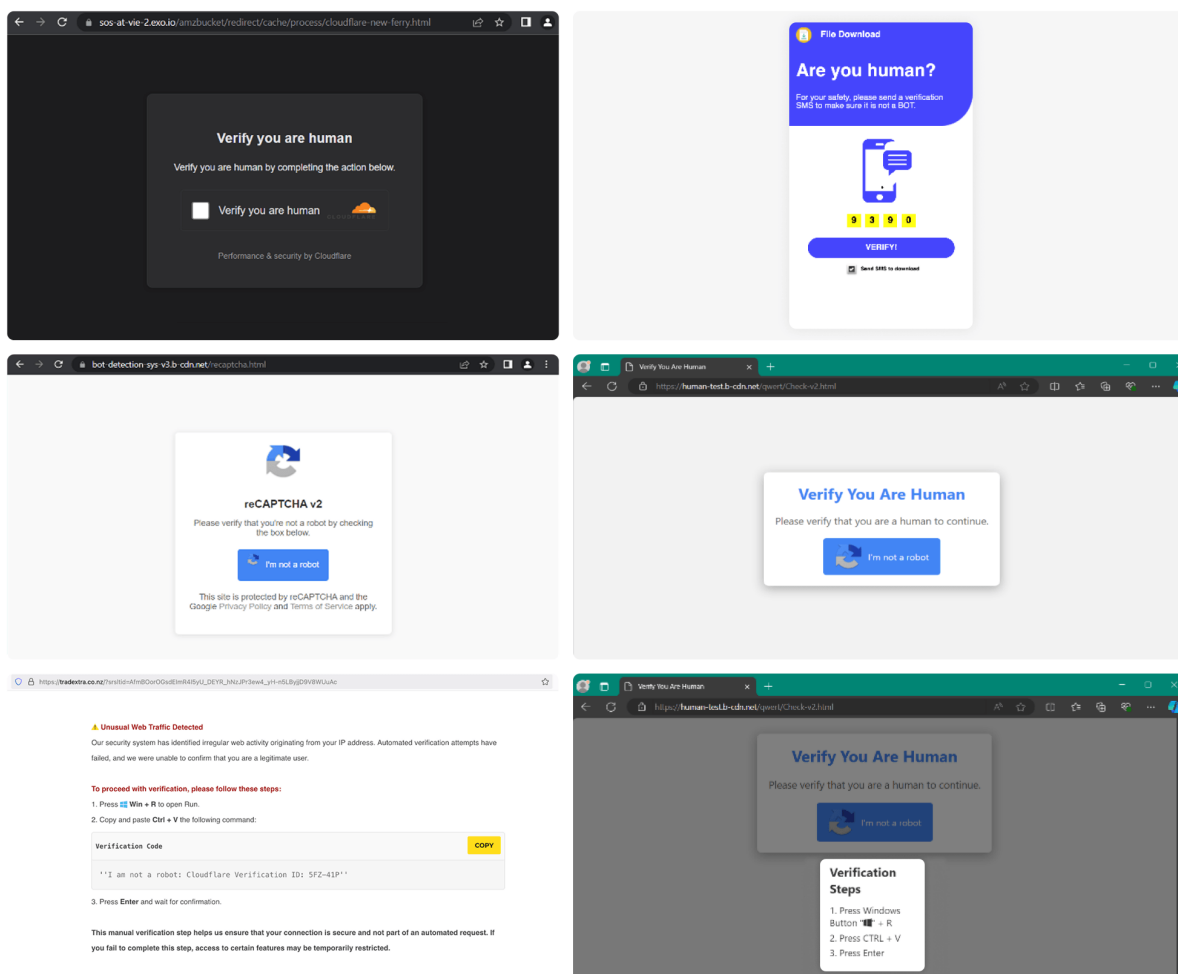 sos-at-vie-2.exo.io/amzbucket/redirect/cache/process/cloudflare-new-ferry.html
Verify you are human
Verify you are human by completing the action below.
Verify you are human
CLOUDFLARE
Performance & security by Cloudflare
File Download
Are you human?
For your safety, please send a verification
SMS to make sure it is not a BOT.
9 3 9 0
VERIFY!
Send SMS to download
bot-detection-sys-v3.b-cdn.net/recaptcha.html
reCAPTCHA v2
Please verify that you're not a robot by checking
the box below.
I'm not a robot
This site is protected by reCAPTCHA and the
Google Privacy Policy and Terms of Service apply.
Verify You Are Human
https://human-test.b-cdn.net/qwert/Check-v2.html
Verify You Are Human
Please verify that you are a human to continue.
I'm not a robot
Unusual Web Traffic Detected
Our security system has identified irregular web activity originating from your IP address. Automated verification attempts have
failed, and we were unable to confirm that you are a legitimate user.
To proceed with verification, please follow these steps:
1. Press Win + R to open Run.
2. Copy and paste Ctrl + V the following command:
Verification Code
COPY
''I am not a robot: Cloudflare Verification ID: 5FZ-41P''
3. Press Enter and wait for confirmation.
This manual verification step helps us ensure that your connection is secure and not part of an automated request. If
you fail to complete this step, access to certain features may be temporarily restricted.
Verify You Are Human
https://human-test.b-cdn.net/qwert/Check-v2.html
Verify You Are Human
Please verify that you are a human to continue.
I'm not a robot
Verification
Steps
1. Press Windows
Button "" + R
2. Press CTRL + V
3. Press Enter